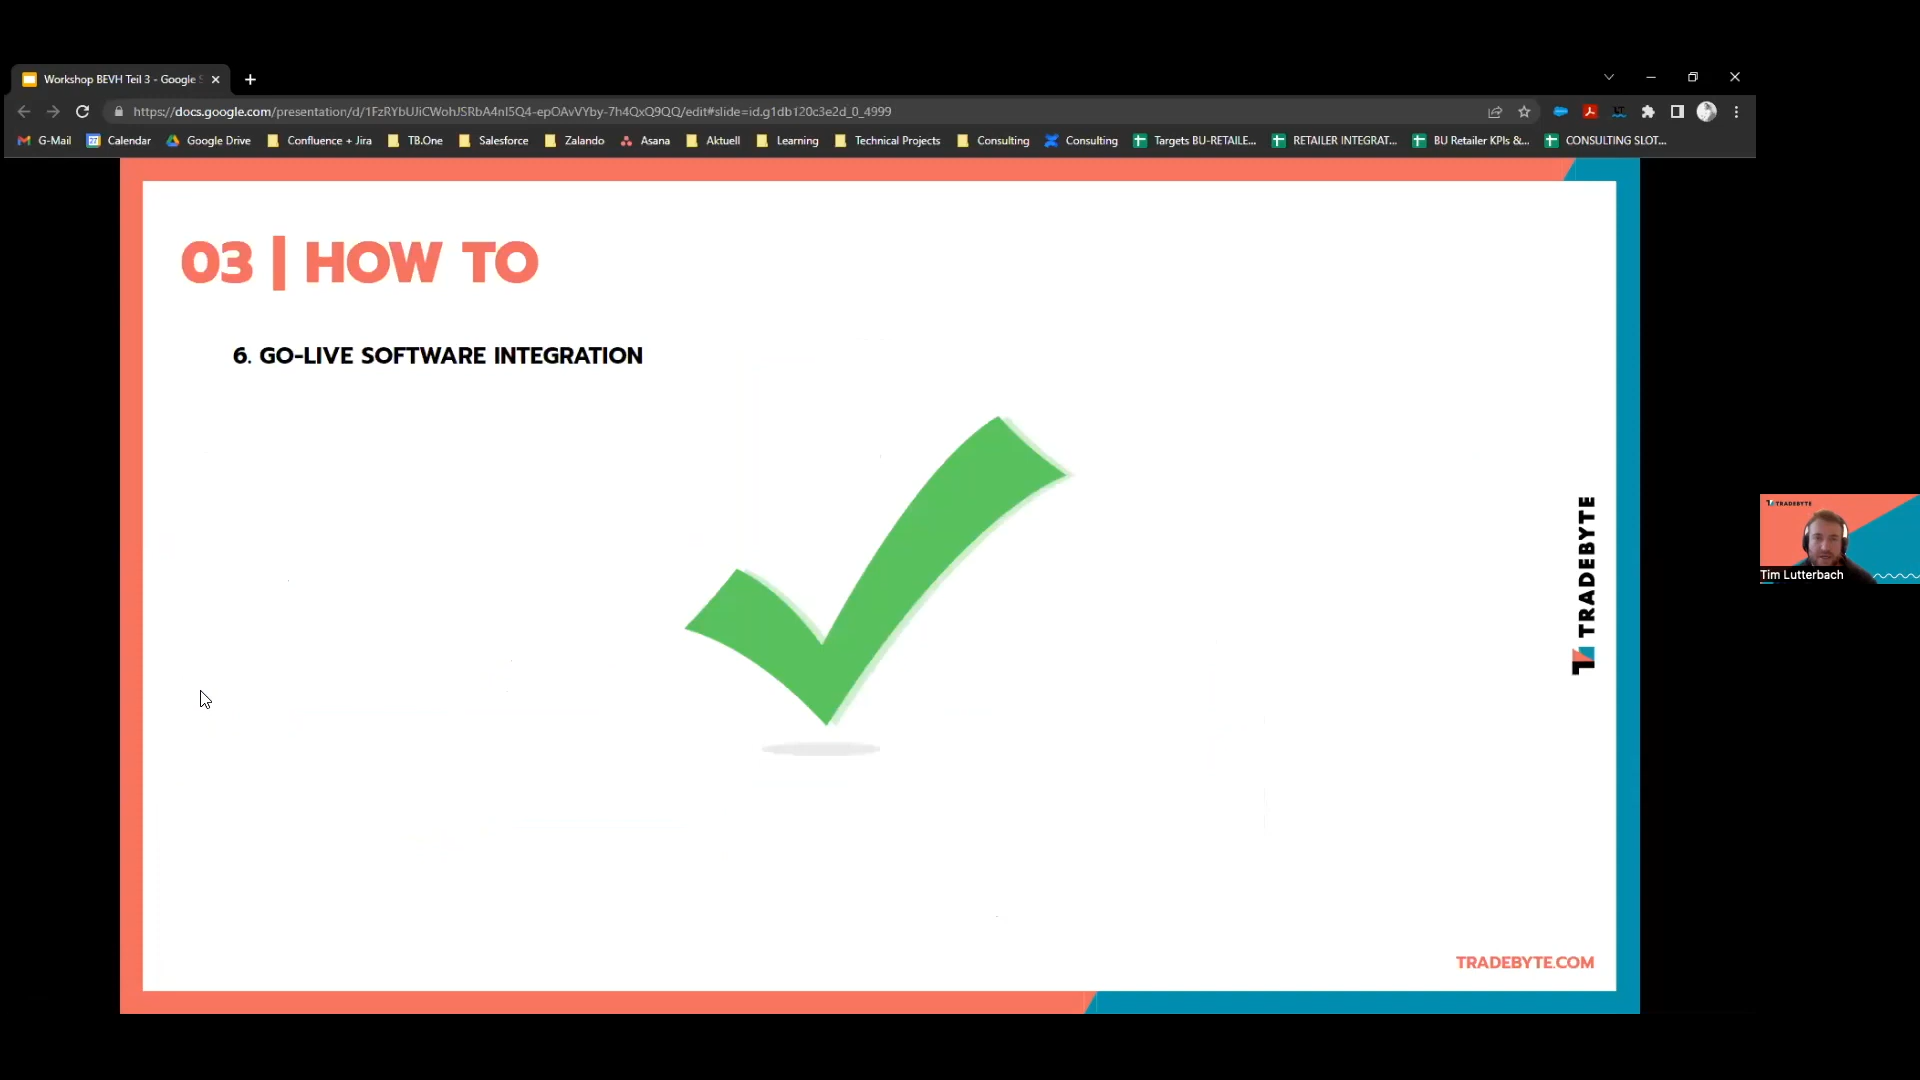 Workshop BEVH Teil 3 - Google S
https://docs.google.com/presentation/d/1FzRYbUJiCWohJSRbA4nI5Q4-epOAvVYby-7h4QxQ9QQ/edit#slide=id.g1db120c3e2d_0_4999
G-Mail Calendar Google Drive Confluence + Jira TB.One Salesforce Zalando Asana Aktuell Learning Technical Projects Consulting Consulting Targets BU-RETAILE... RETAILER INTEGRAT... BU Retailer KPIs &... CONSULTING SLOT...
03 | HOW TO
6. GO-LIVE SOFTWARE INTEGRATION
TRADEBYTE
TRADEBYTE
Tim Lutterbach
TRADEBYTE.COM